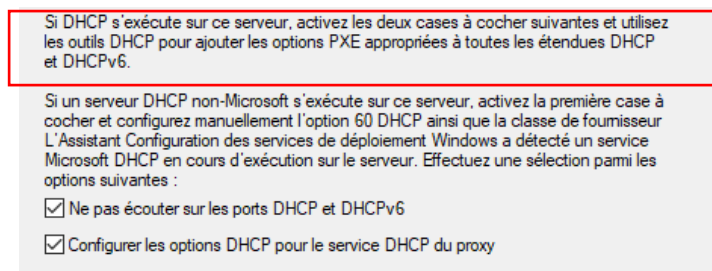 Si DHCP s'exécute sur ce serveur, activez les deux cases à cocher suivantes et utilisez
les outils DHCP pour ajouter les options PXE appropriées à toutes les étendues DHCP
et DHCPv6.
Si un serveur DHCP non-Microsoft s'exécute sur ce serveur, activez la première case à
cocher et configurez manuellement l'option 60 DHCP ainsi que la classe de fournisseur
L'Assistant Configuration des services de déploiement Windows a détecté un service
Microsoft DHCP en cours d'exécution sur le serveur. Effectuez une sélection parmi les
options suivantes :
Ne pas écouter sur les ports DHCP et DHCPv6
Configurer les options DHCP pour le service DHCP du proxy